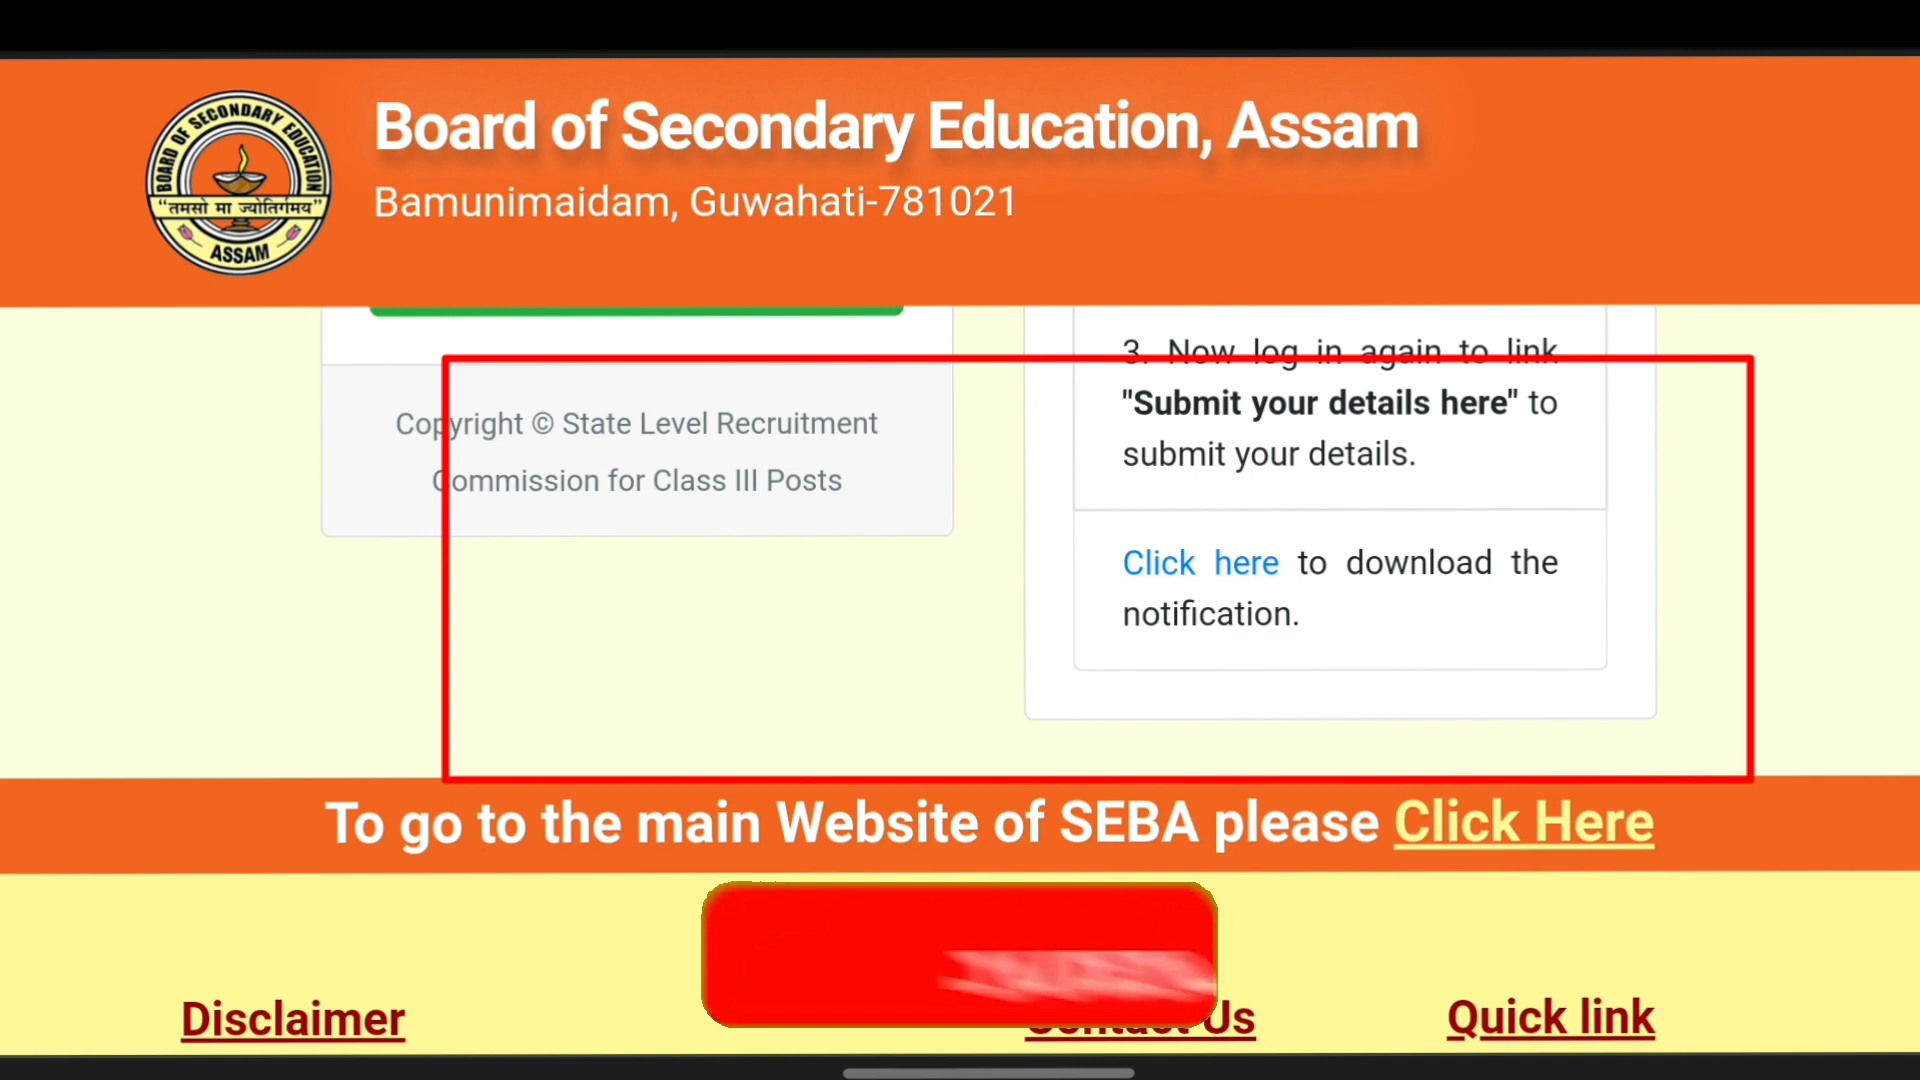 BOARD OF SECONDARY EDUCATION
"तमसो मा ज्योतिर्गमय"
ASSAM
Board of Secondary Education, Assam
Bamunimaidam, Guwahati-781021
Copyright © State Level Recruitment
Commission for Class III Posts
3. Now log in again to link
"Submit your details here" to
submit your details.
Click here to download the
notification.
To go to the main Website of SEBA please Click Here
Disclaimer
Contact Us
Quick link